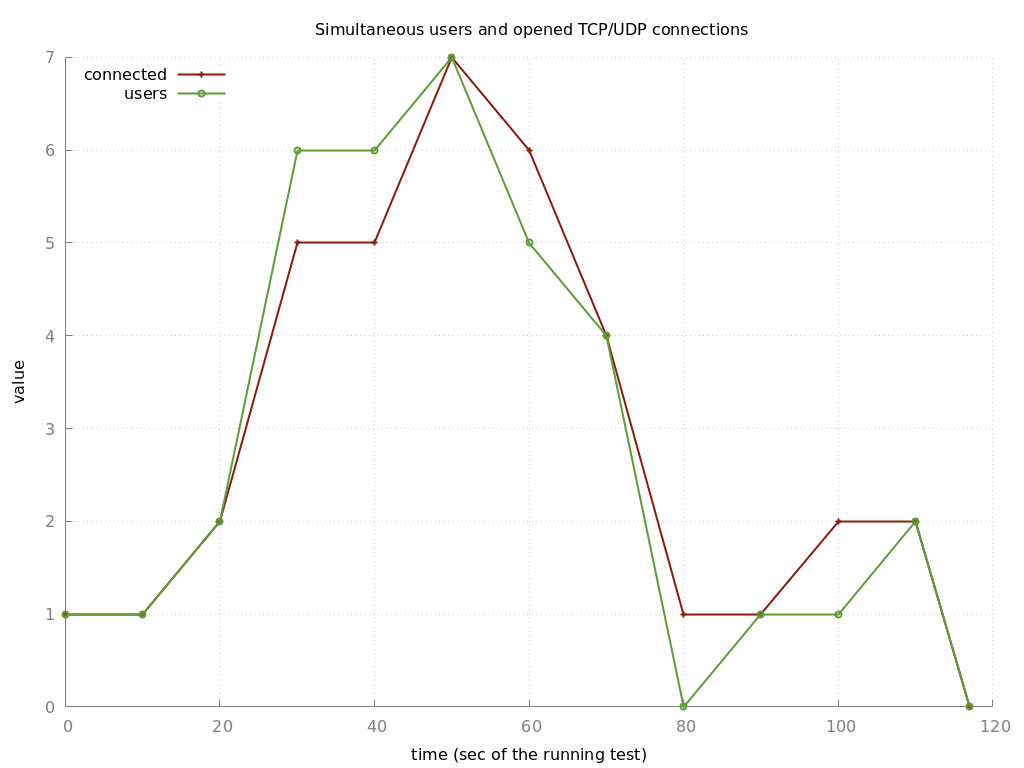 Simultaneous users and opened TCP/UDP connections
connected
users
7
6
5
4
3
2
1
0
value
0 20 40 60 80 100 120
time (sec of the running test)